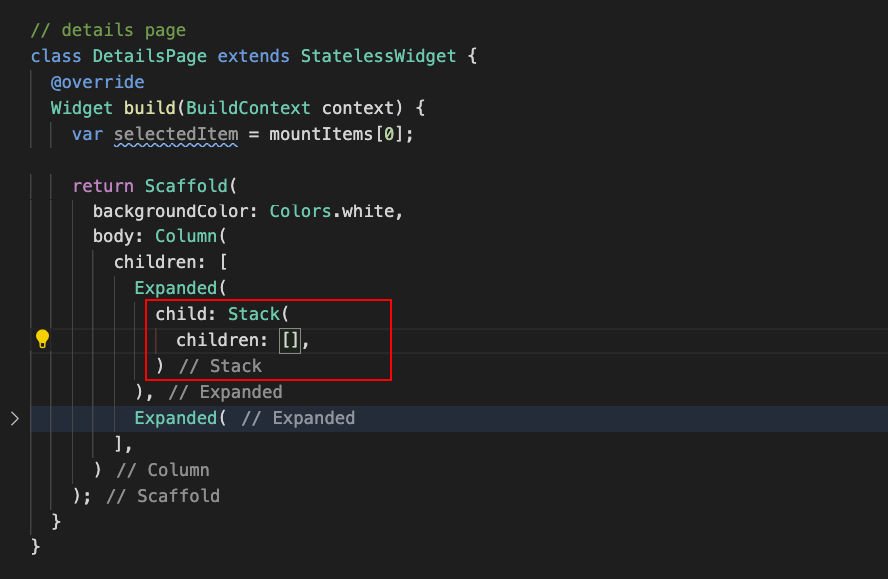 // details page
class DetailsPage extends StatelessWidget {
@override
Widget build(BuildContext context) {
var selectedItem = mountItems[0];
return Scaffold(
backgroundColor: Colors.white,
body: Column(
children: [
Expanded(
child: Stack(
children: [],
) // Stack
), // Expanded
Expanded( // Expanded
],
) // Column
); // Scaffold
}
}